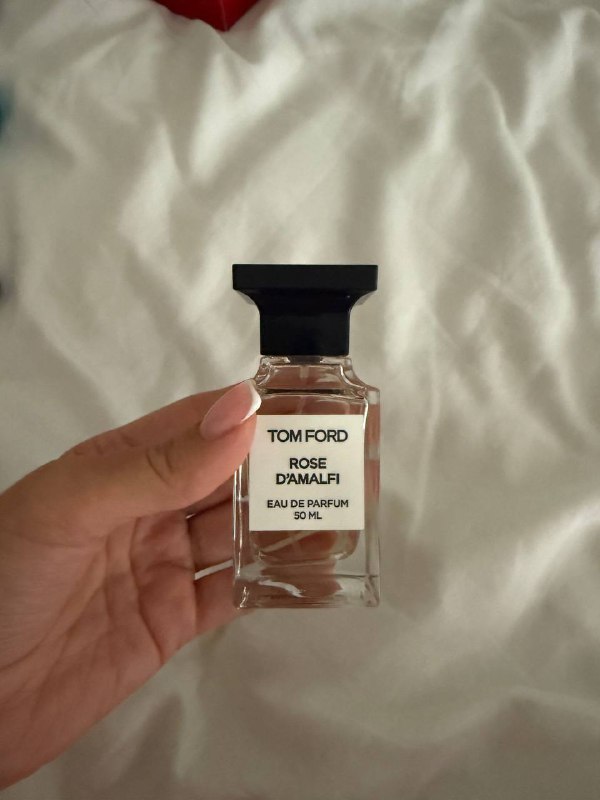 TOM FORD
ROSE
D'AMALFI
EAU DE PARFUM
50 ML